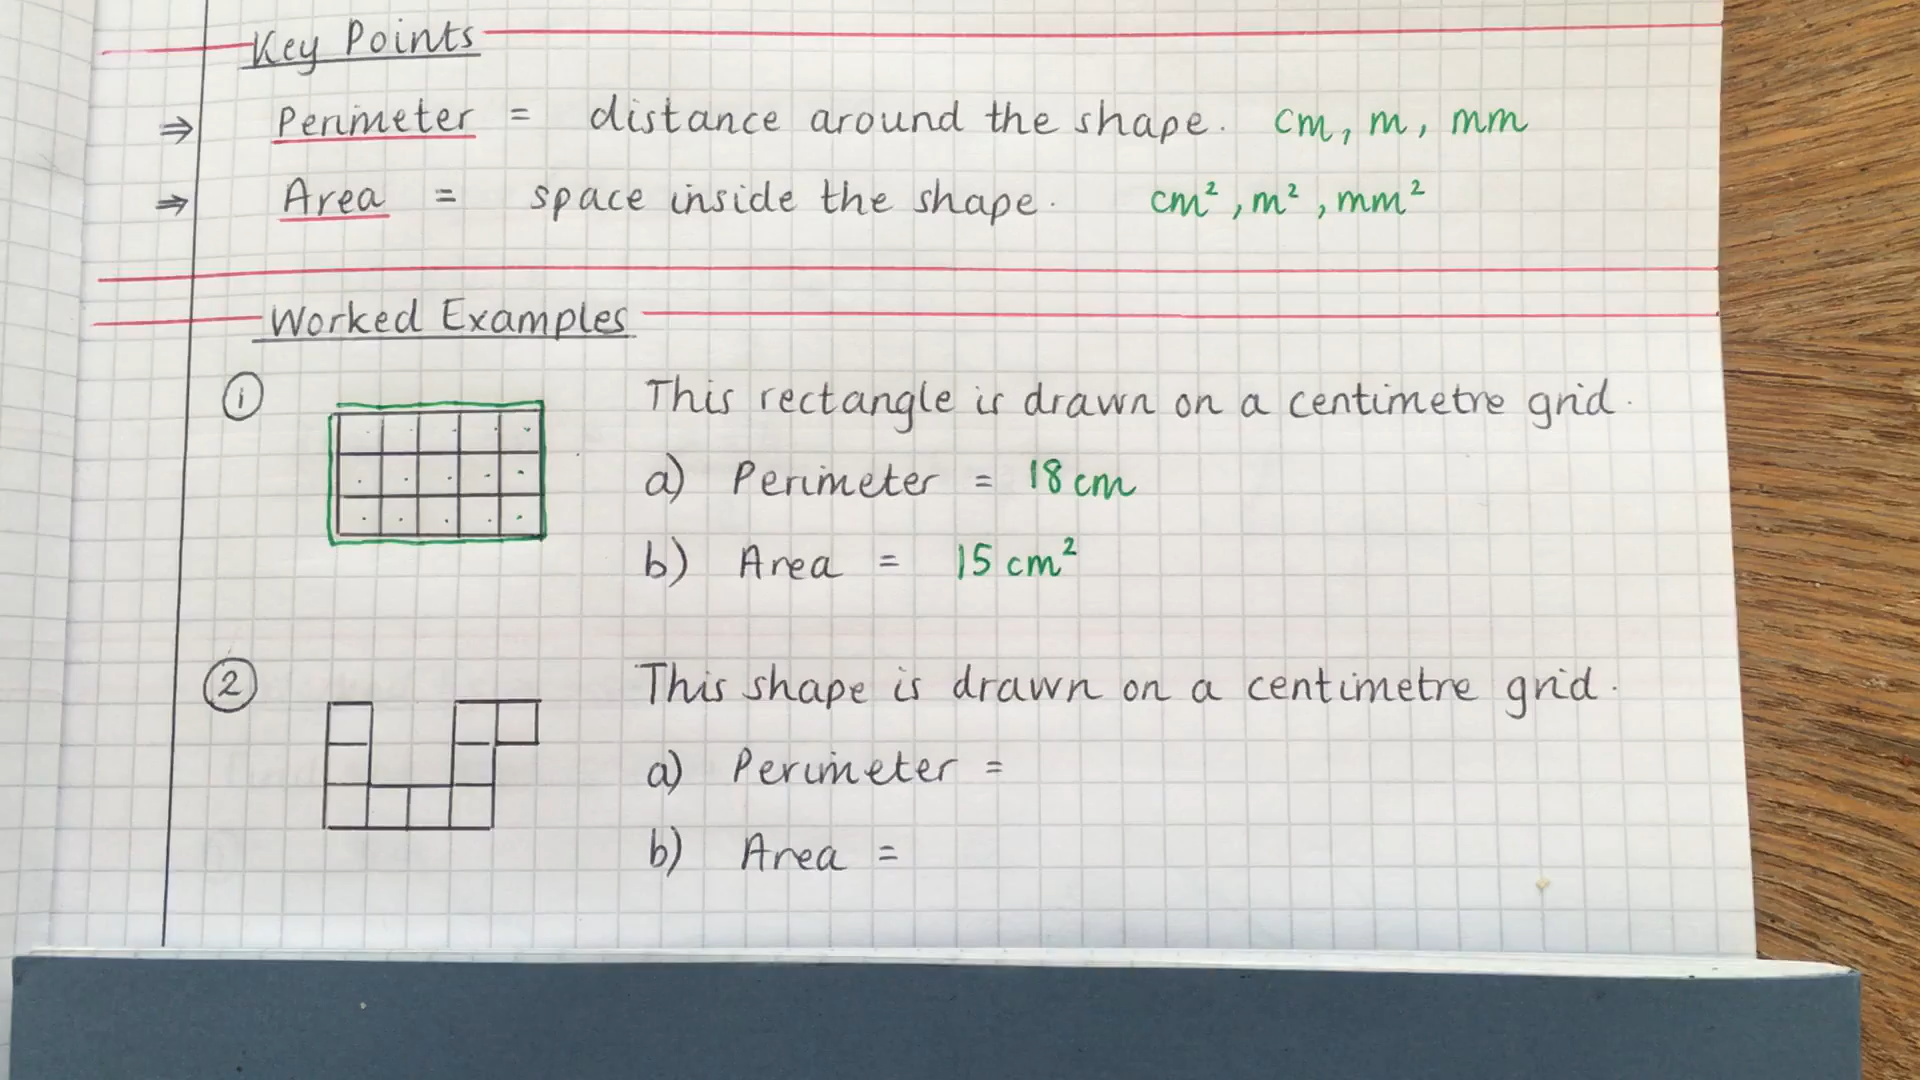 Key Points
⇒ Perimeter = distance around the shape. cm, m, mm
⇒ Area = space inside the shape. cm², m², mm²
Worked Examples
① This rectangle is drawn on a centimetre grid.
a) Perimeter = 18 cm
b) Area = 15 cm²
② This shape is drawn on a centimetre grid.
a) Perimeter =
b) Area =